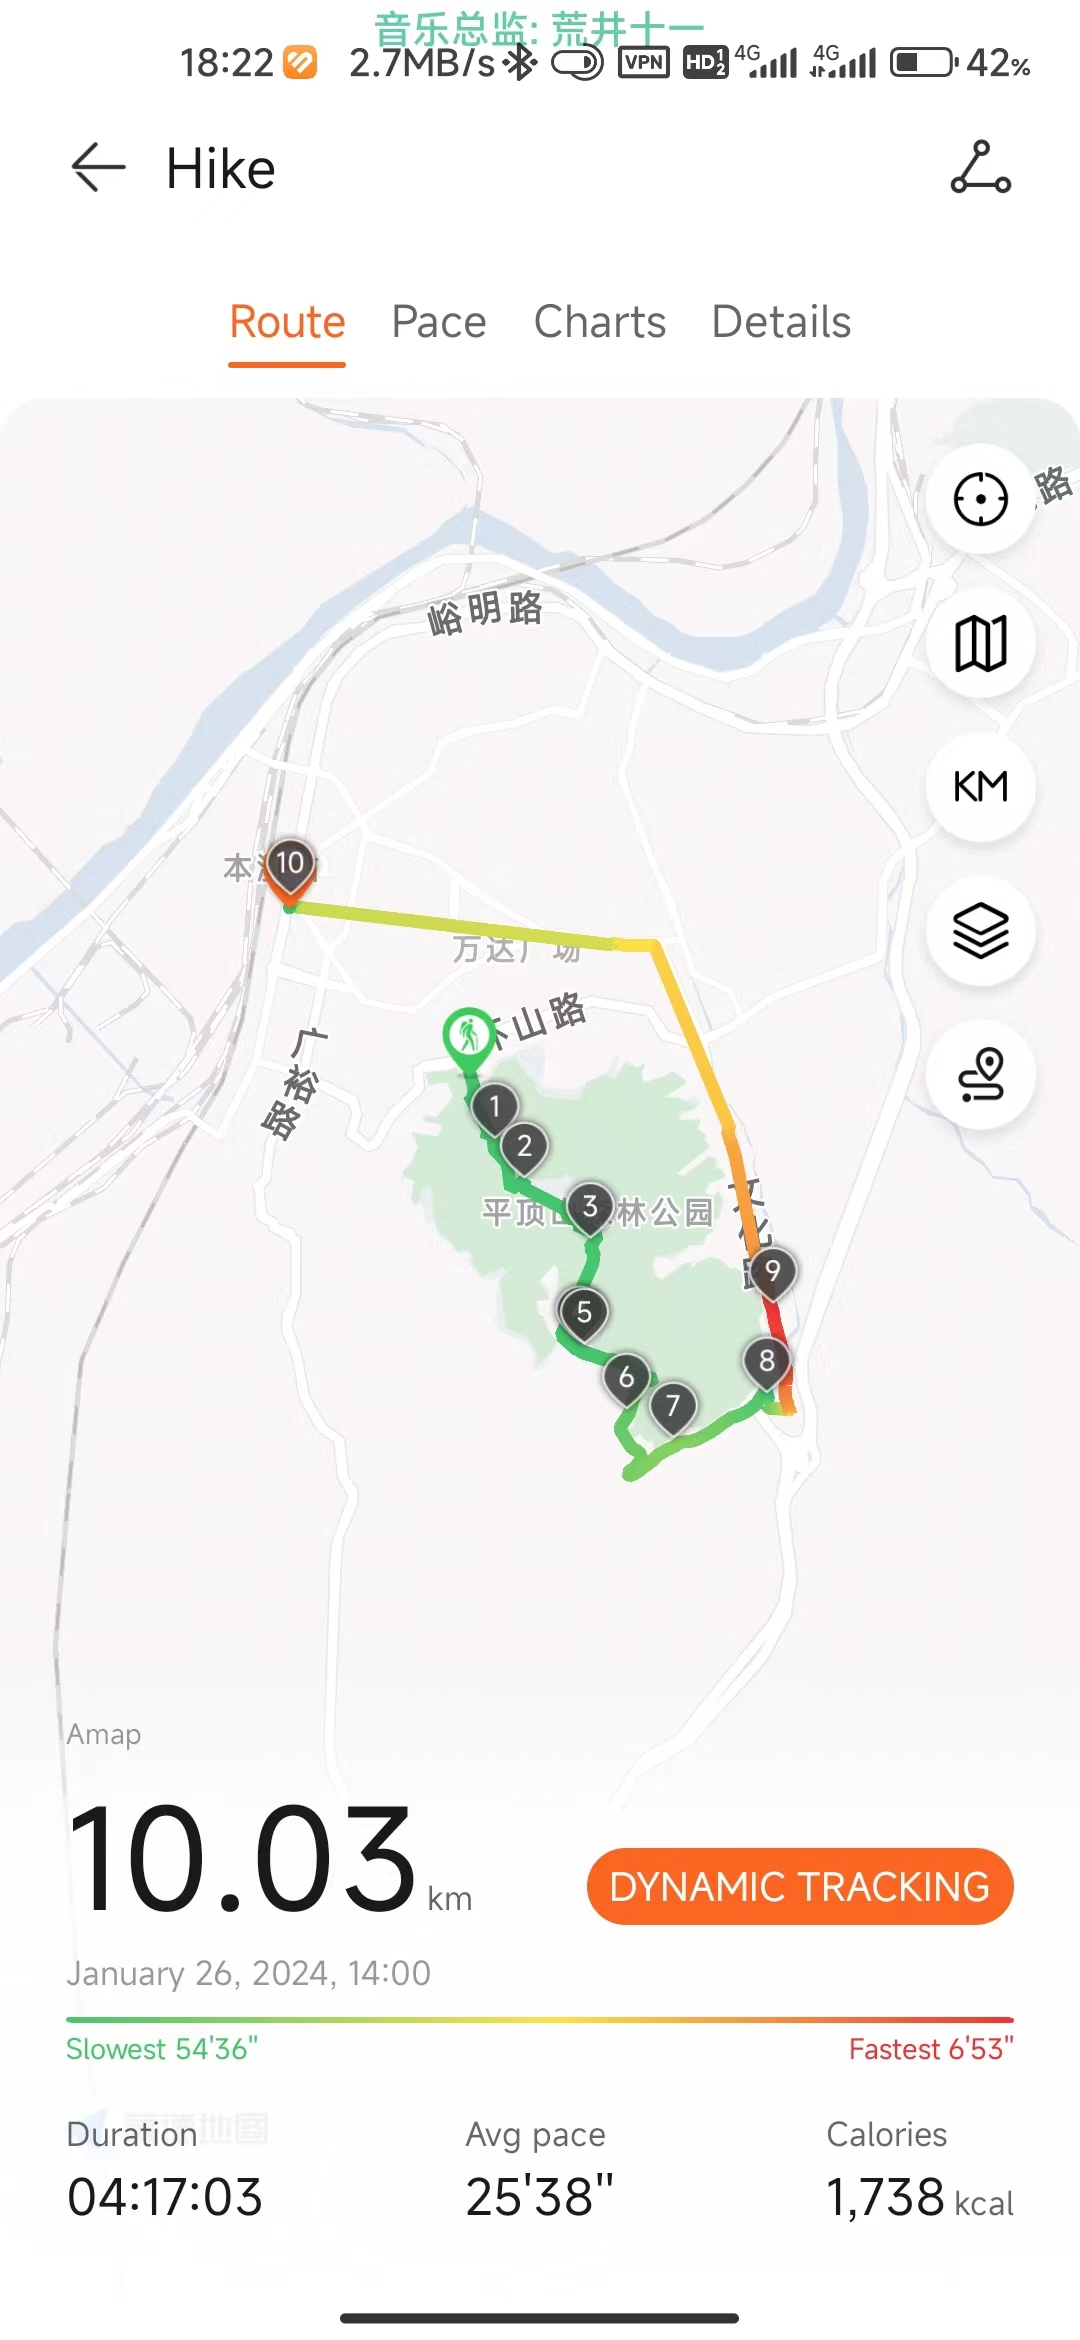 音乐总监: 荒井十一
18:22 2.7MB/s VPN HD 1 2 4G 4G 42%
Hike
Route Pace Charts Details
路
峪明路
KM
10
本
万达广场
山路
广裕路
1
2
3
平顶 林公园
9
5
8
6
7
Amap
10.03 km
DYNAMIC TRACKING
January 26, 2024, 14:00
Slowest 54'36" Fastest 6'53"
Duration Avg pace Calories
04:17:03 25'38" 1,738 kcal